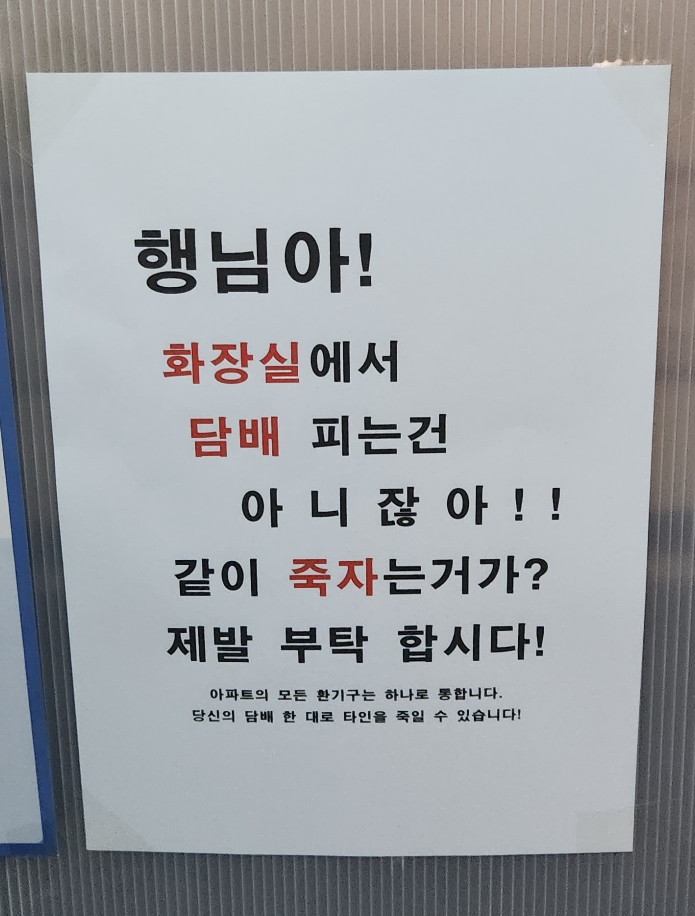 행님아!
화장실에서
담배 피는건
아 니 잖 아 ! !
같이 죽자는거가?
제발 부탁 합시다!
아파트의 모든 환기구는 하나로 통합니다.
당신의 담배 한 대로 타인을 죽일 수 있습니다!